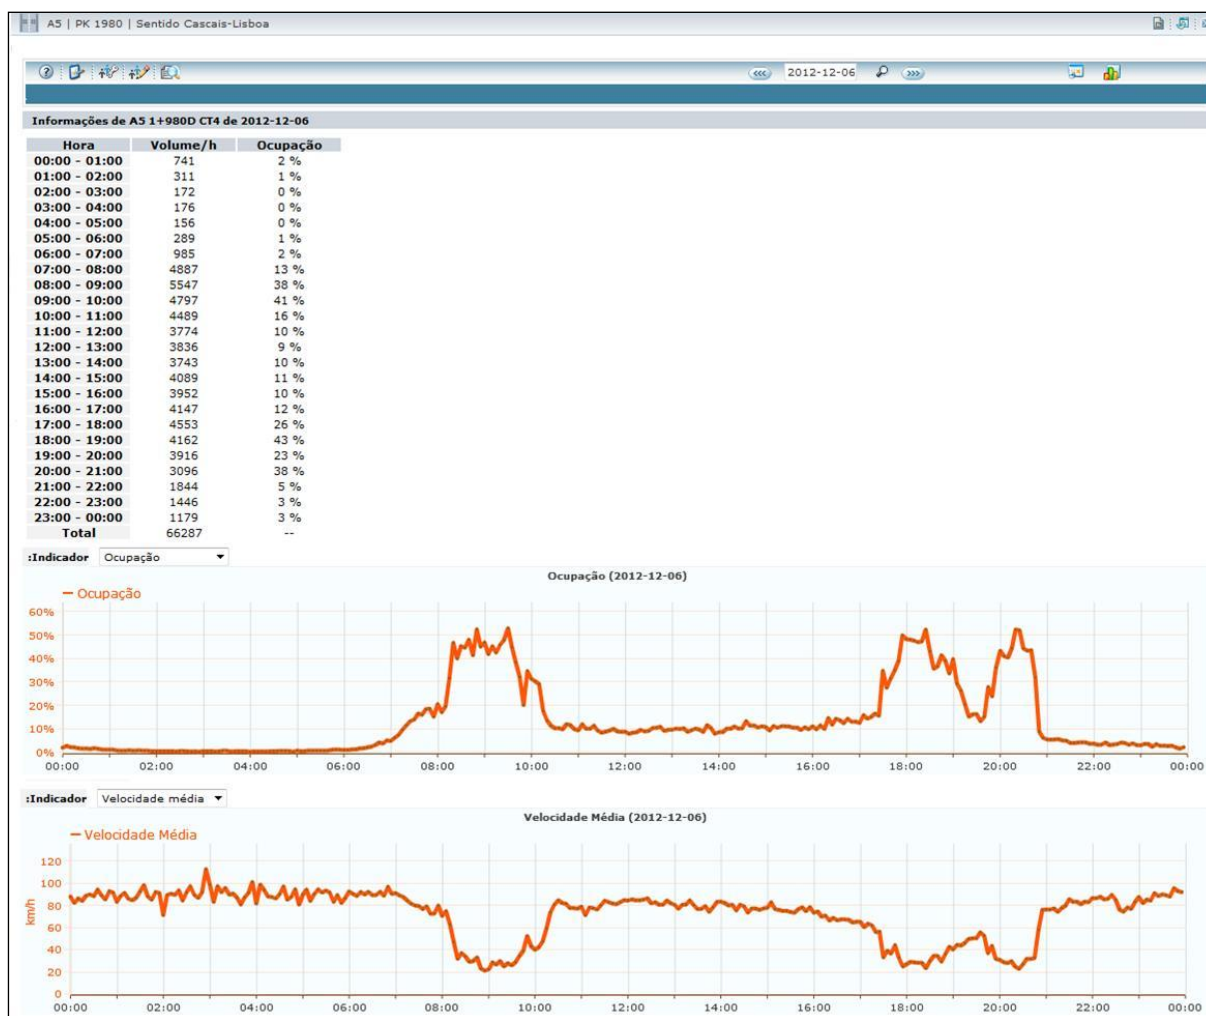 A5 | PK 1980 | Sentido Cascais-Lisboa
<<< 2012-12-06 >>>
Informações de A5 1+980D CT4 de 2012-12-06
Hora Volume/h Ocupação
00:00 - 01:00 741 2 %
01:00 - 02:00 311 1 %
02:00 - 03:00 172 0 %
03:00 - 04:00 176 0 %
04:00 - 05:00 156 0 %
05:00 - 06:00 289 1 %
06:00 - 07:00 985 2 %
07:00 - 08:00 4887 13 %
08:00 - 09:00 5547 38 %
09:00 - 10:00 4797 41 %
10:00 - 11:00 4489 16 %
11:00 - 12:00 3774 10 %
12:00 - 13:00 3836 9 %
13:00 - 14:00 3743 10 %
14:00 - 15:00 4089 11 %
15:00 - 16:00 3952 10 %
16:00 - 17:00 4147 12 %
17:00 - 18:00 4553 26 %
18:00 - 19:00 4162 43 %
19:00 - 20:00 3916 23 %
20:00 - 21:00 3096 38 %
21:00 - 22:00 1844 5 %
22:00 - 23:00 1446 3 %
23:00 - 00:00 1179 3 %
Total 66287 --
:Indicador Ocupação
Ocupação (2012-12-06)
Ocupação
60%
50%
40%
30%
20%
10%
0%
00:00 02:00 04:00 06:00 08:00 10:00 12:00 14:00 16:00 18:00 20:00 22:00 00:00
:Indicador Velocidade média
Velocidade Média (2012-12-06)
Velocidade Média
120
100
80
60
40
20
0
km/h
00:00 02:00 04:00 06:00 08:00 10:00 12:00 14:00 16:00 18:00 20:00 22:00 00:00